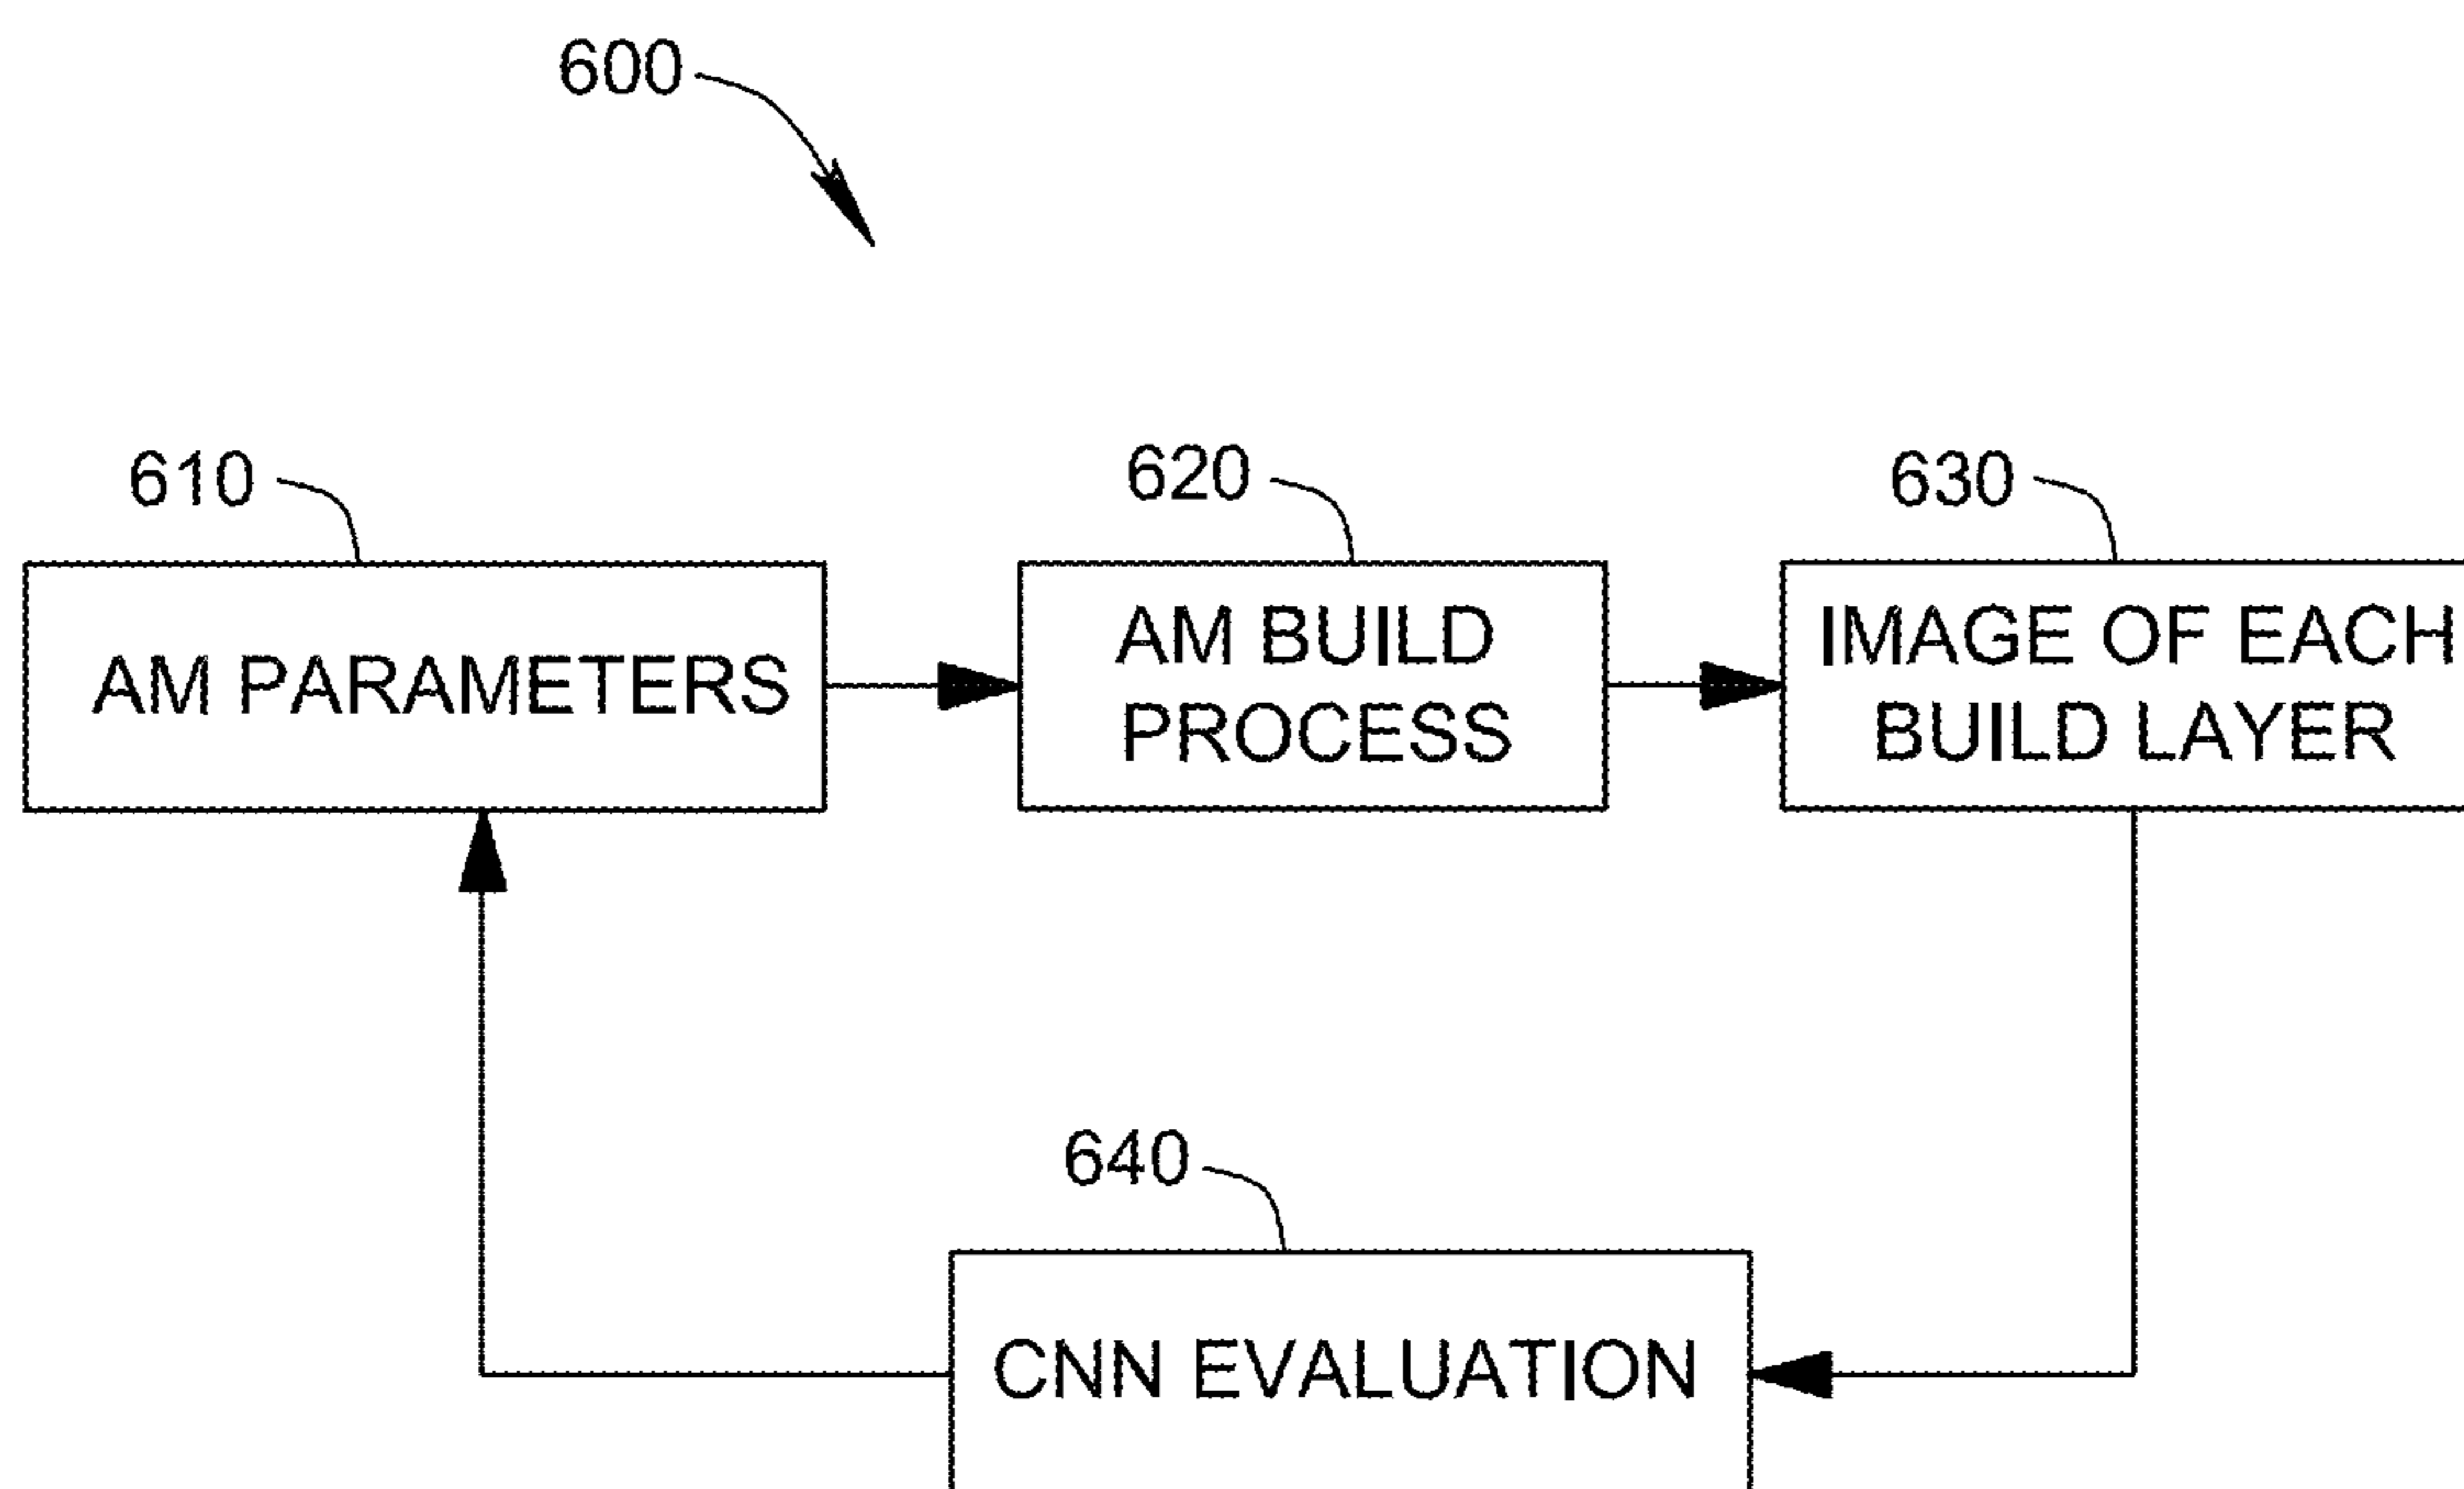 600
610
620
630
AM PARAMETERS
AM BUILD
PROCESS
IMAGE OF EACH
BUILD LAYER
640
CNN EVALUATION